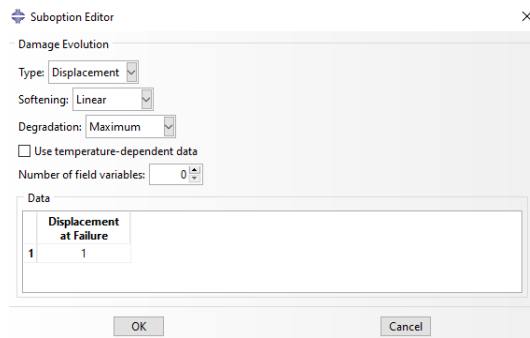 Suboption Editor
Damage Evolution
Type: Displacement
Softening: Linear
Degradation: Maximum
Use temperature-dependent data
Number of field variables: 0
Data
Displacement
at Failure
1 1
OK Cancel